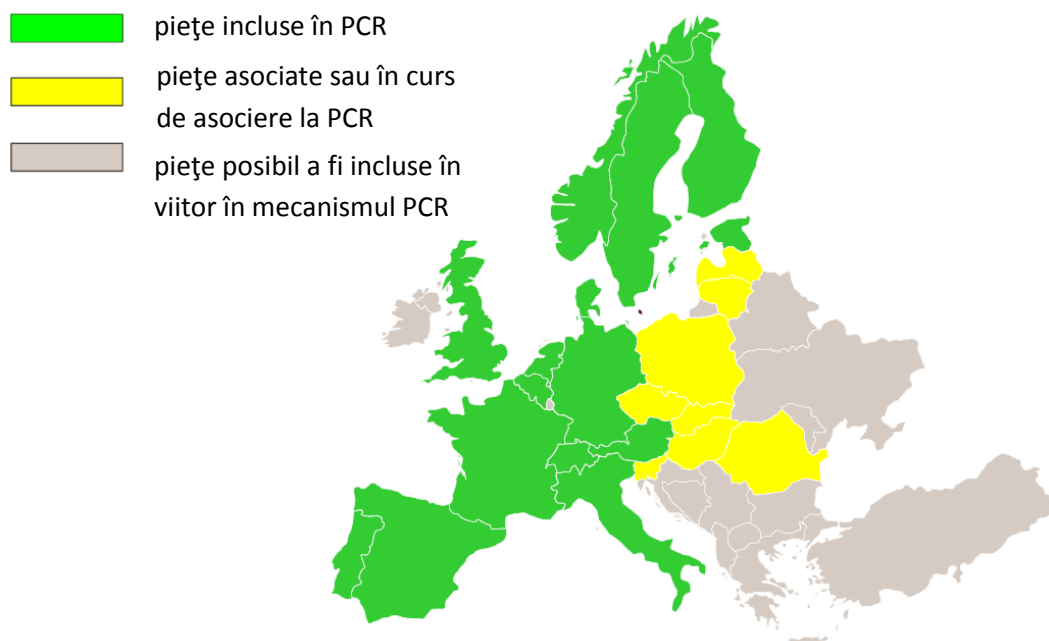 pieţe incluse în PCR
pieţe asociate sau în curs
de asociere la PCR
pieţe posibil a fi incluse în
viitor în mecanismul PCR